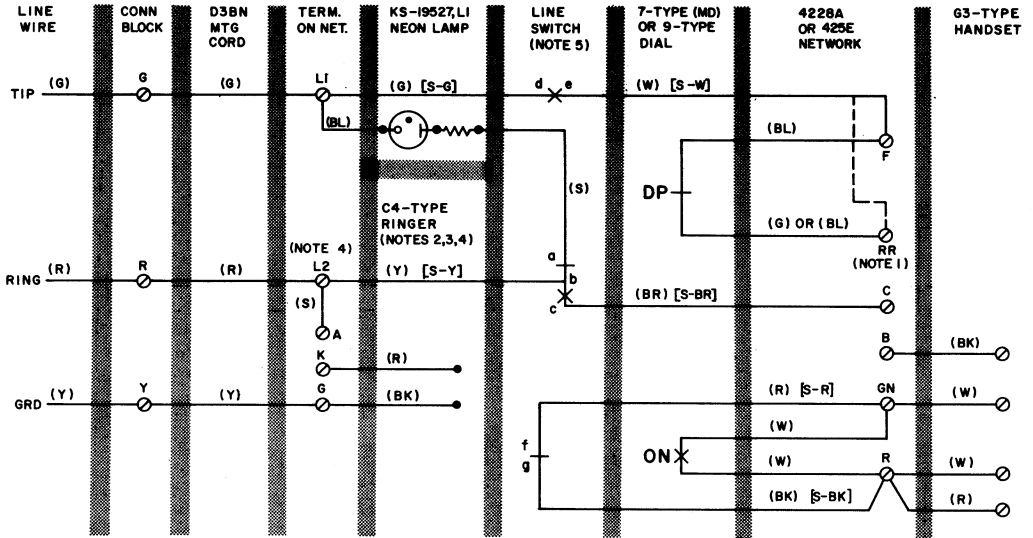 LINE
WIRE
CONN
BLOCK
D3BN
MTG
CORD
TERM.
ON NET.
KS-19527, L1
NEON LAMP
LINE
SWITCH
(NOTE 5)
7-TYPE (MD)
OR 9-TYPE
DIAL
4228A
OR 425E
NETWORK
G3-TYPE
HANDSET
TIP
(G)
G
(G)
L1
(G) [S-G]
d
e
(W) [S-W]
(BL)
(BL)
F
(S)
DP
C4-TYPE
RINGER
(NOTES 2,3,4)
(G) OR (BL)
RR
(NOTE 1)
(NOTE 4)
RING
(R)
R
(R)
L2
(Y) [S-Y]
a
b
c
(BR) [S-BR]
C
(S)
A
B
(BK)
K
(R)
GRD
(Y)
Y
(Y)
G
(BK)
(R) [S-R]
GN
(W)
(W)
f
g
ON
(W)
R
(W)
(BK) [S-BK]
(R)